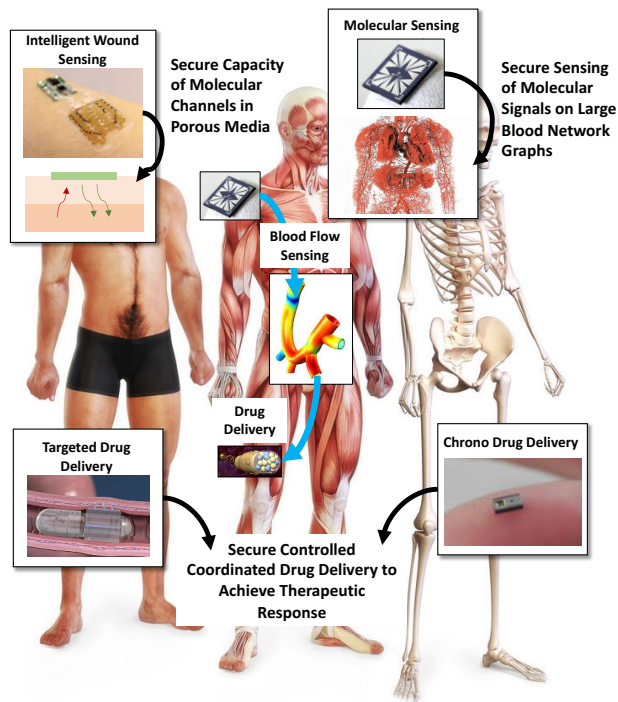 Intelligent Wound
Sensing
Secure Capacity
of Molecular
Channels in
Porous Media
Molecular Sensing
Secure Sensing
of Molecular
Signals on Large
Blood Network
Graphs
Blood Flow
Sensing
Drug
Delivery
Targeted Drug
Delivery
Chrono Drug Delivery
Secure Controlled
Coordinated Drug Delivery to
Achieve Therapeutic
Response